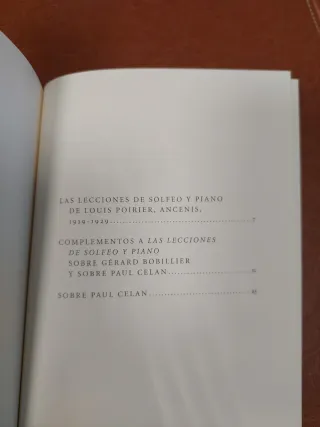 LAS LECCIONES DE SOLFEO Y PIANO
DE LOUIS POIRIER, ANCENIS,
1919-1929
COMPLEMENTOS A LAS LECCIONES
DE SOLFEO Y PIANO
SOBRE GÉRARD BOBILLIER
Y SOBRE PAUL CELAN
SOBRE PAUL CELAN